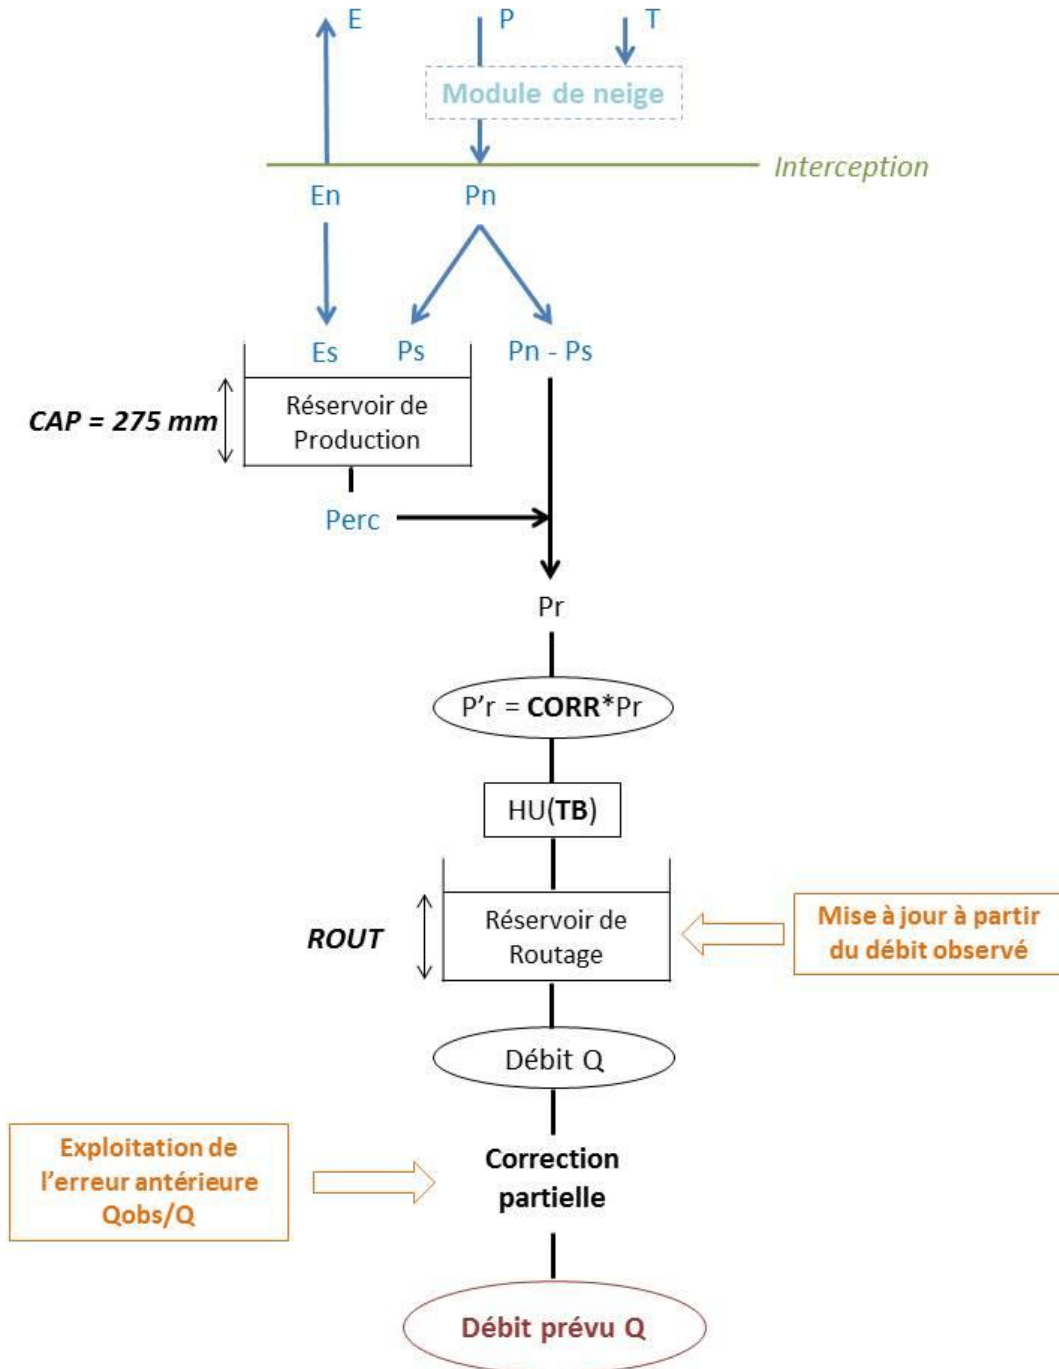 E P T
Module de neige
Interception
En Pn
Es Ps Pn - Ps
Réservoir de
Production
CAP = 275 mm
Perc
Pr
P'r = CORR*Pr
HU(TB)
Réservoir de
Routage
ROUT
Mise à jour à partir
du débit observé
Débit Q
Exploitation de
l'erreur antérieure
Qobs/Q
Correction
partielle
Débit prévu Q